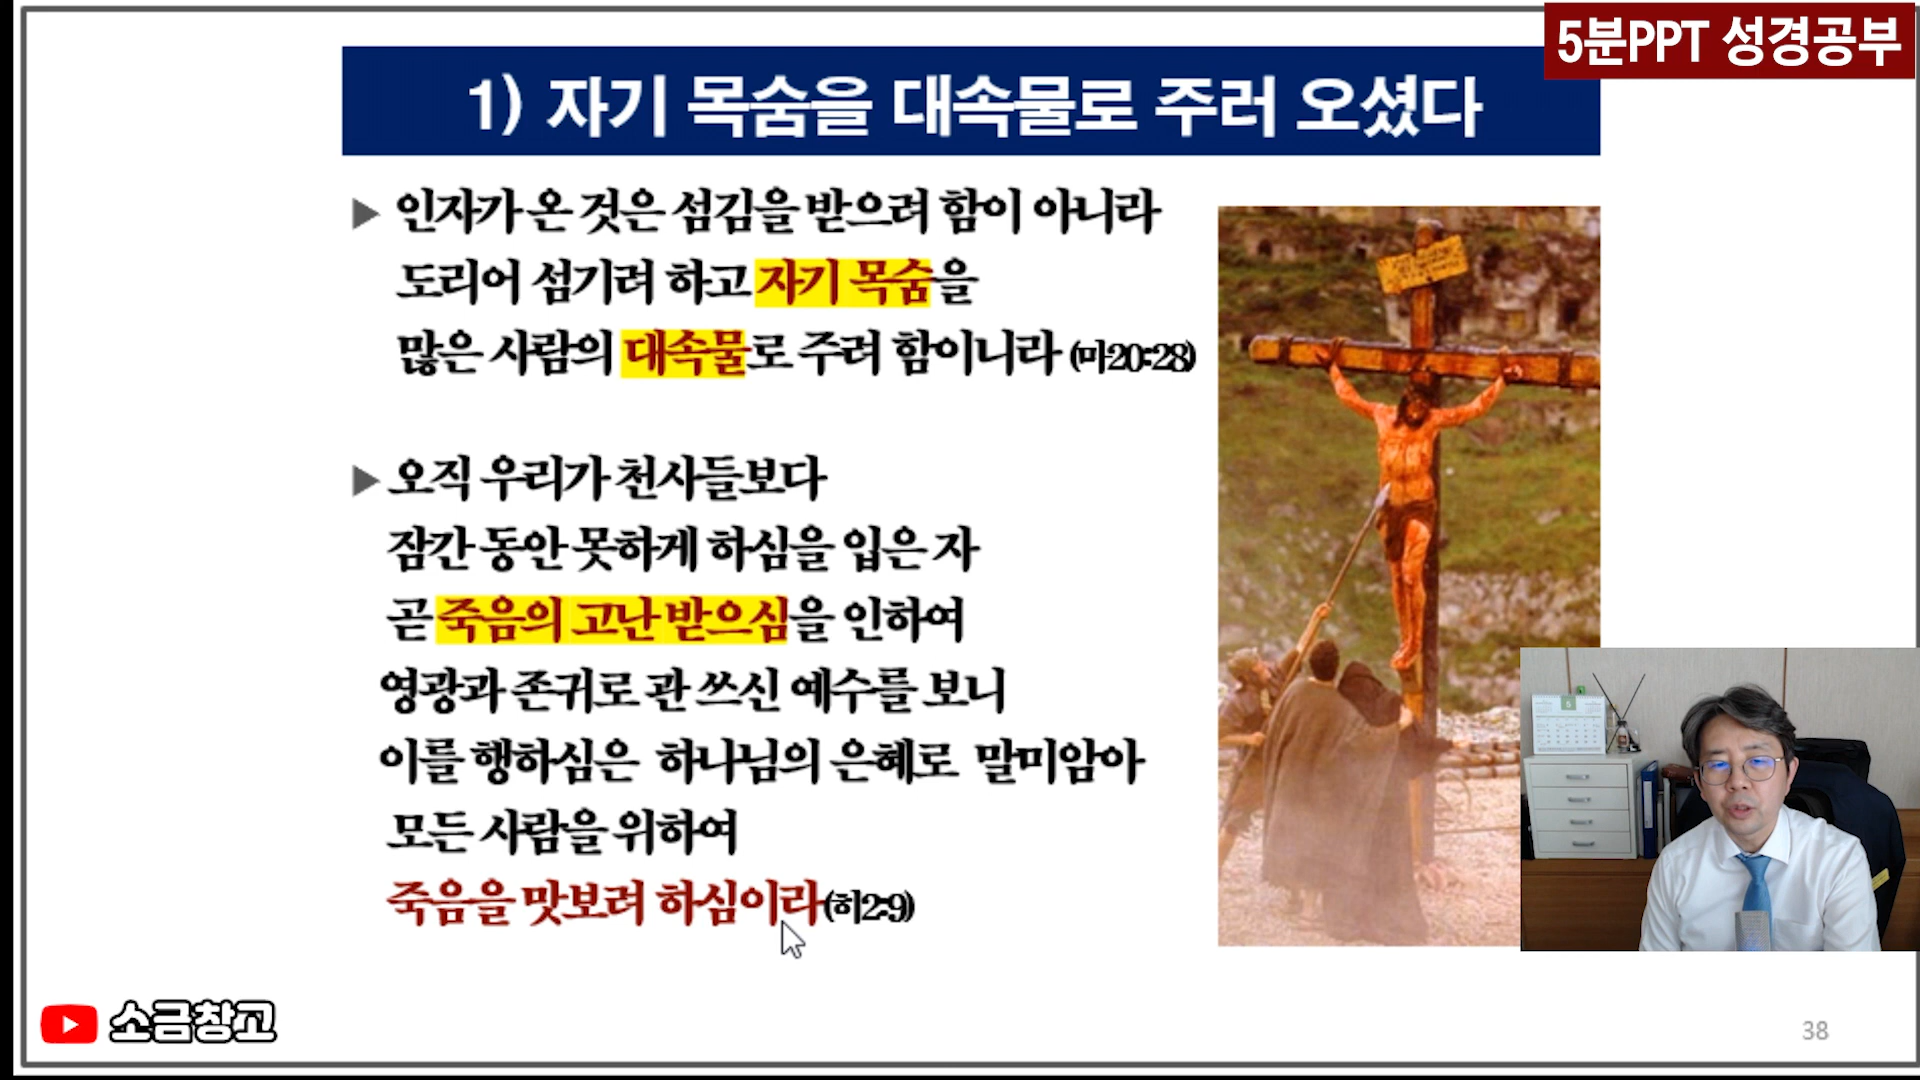 5분PPT 성경공부
1) 자기 목숨을 대속물로 주러 오셨다
▶ 인자가 온 것은 섬김을 받으려 함이 아니라
도리어 섬기려 하고 자기 목숨을
많은 사람의 대속물로 주려 함이니라 (마20:28)
▶ 오직 우리가 천사들보다
잠간 동안 못하게 하심을 입은 자
곧 죽음의 고난 받으심을 인하여
영광과 존귀로 관 쓰신 예수를 보니
이를 행하심은 하나님의 은혜로 말미암아
모든 사람을 위하여
죽음을 맛보려 하심이라(히2:9)
소금창고
38